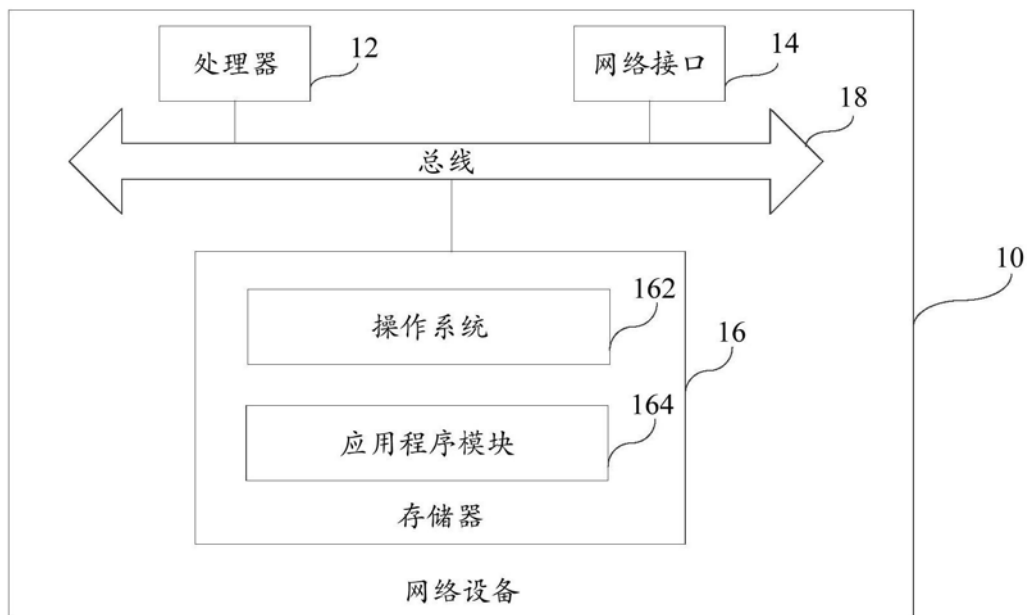 处理器
12
网络接口
14
18
总线
10
操作系统
162
16
应用程序模块
164
存储器
网络设备